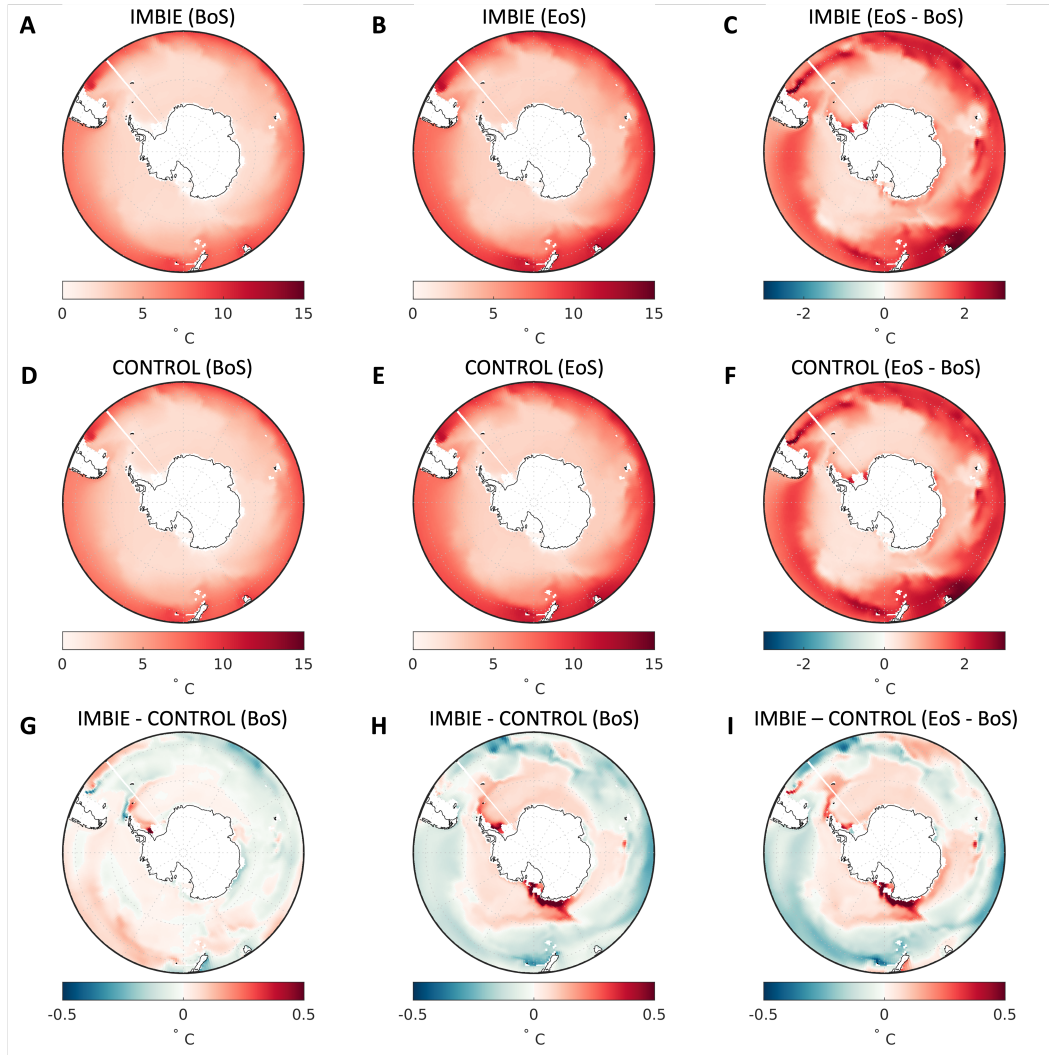 A IMBIE (BoS) B IMBIE (EoS) C IMBIE (EoS - BoS)
0 5 10 15 0 5 10 15 -2 0 2
° C ° C ° C
D CONTROL (BoS) E CONTROL (EoS) F CONTROL (EoS - BoS)
0 5 10 15 0 5 10 15 -2 0 2
° C ° C ° C
G IMBIE - CONTROL (BoS) H IMBIE - CONTROL (BoS) I IMBIE – CONTROL (EoS - BoS)
-0.5 0 0.5 -0.5 0 0.5 -0.5 0 0.5
° C ° C ° C